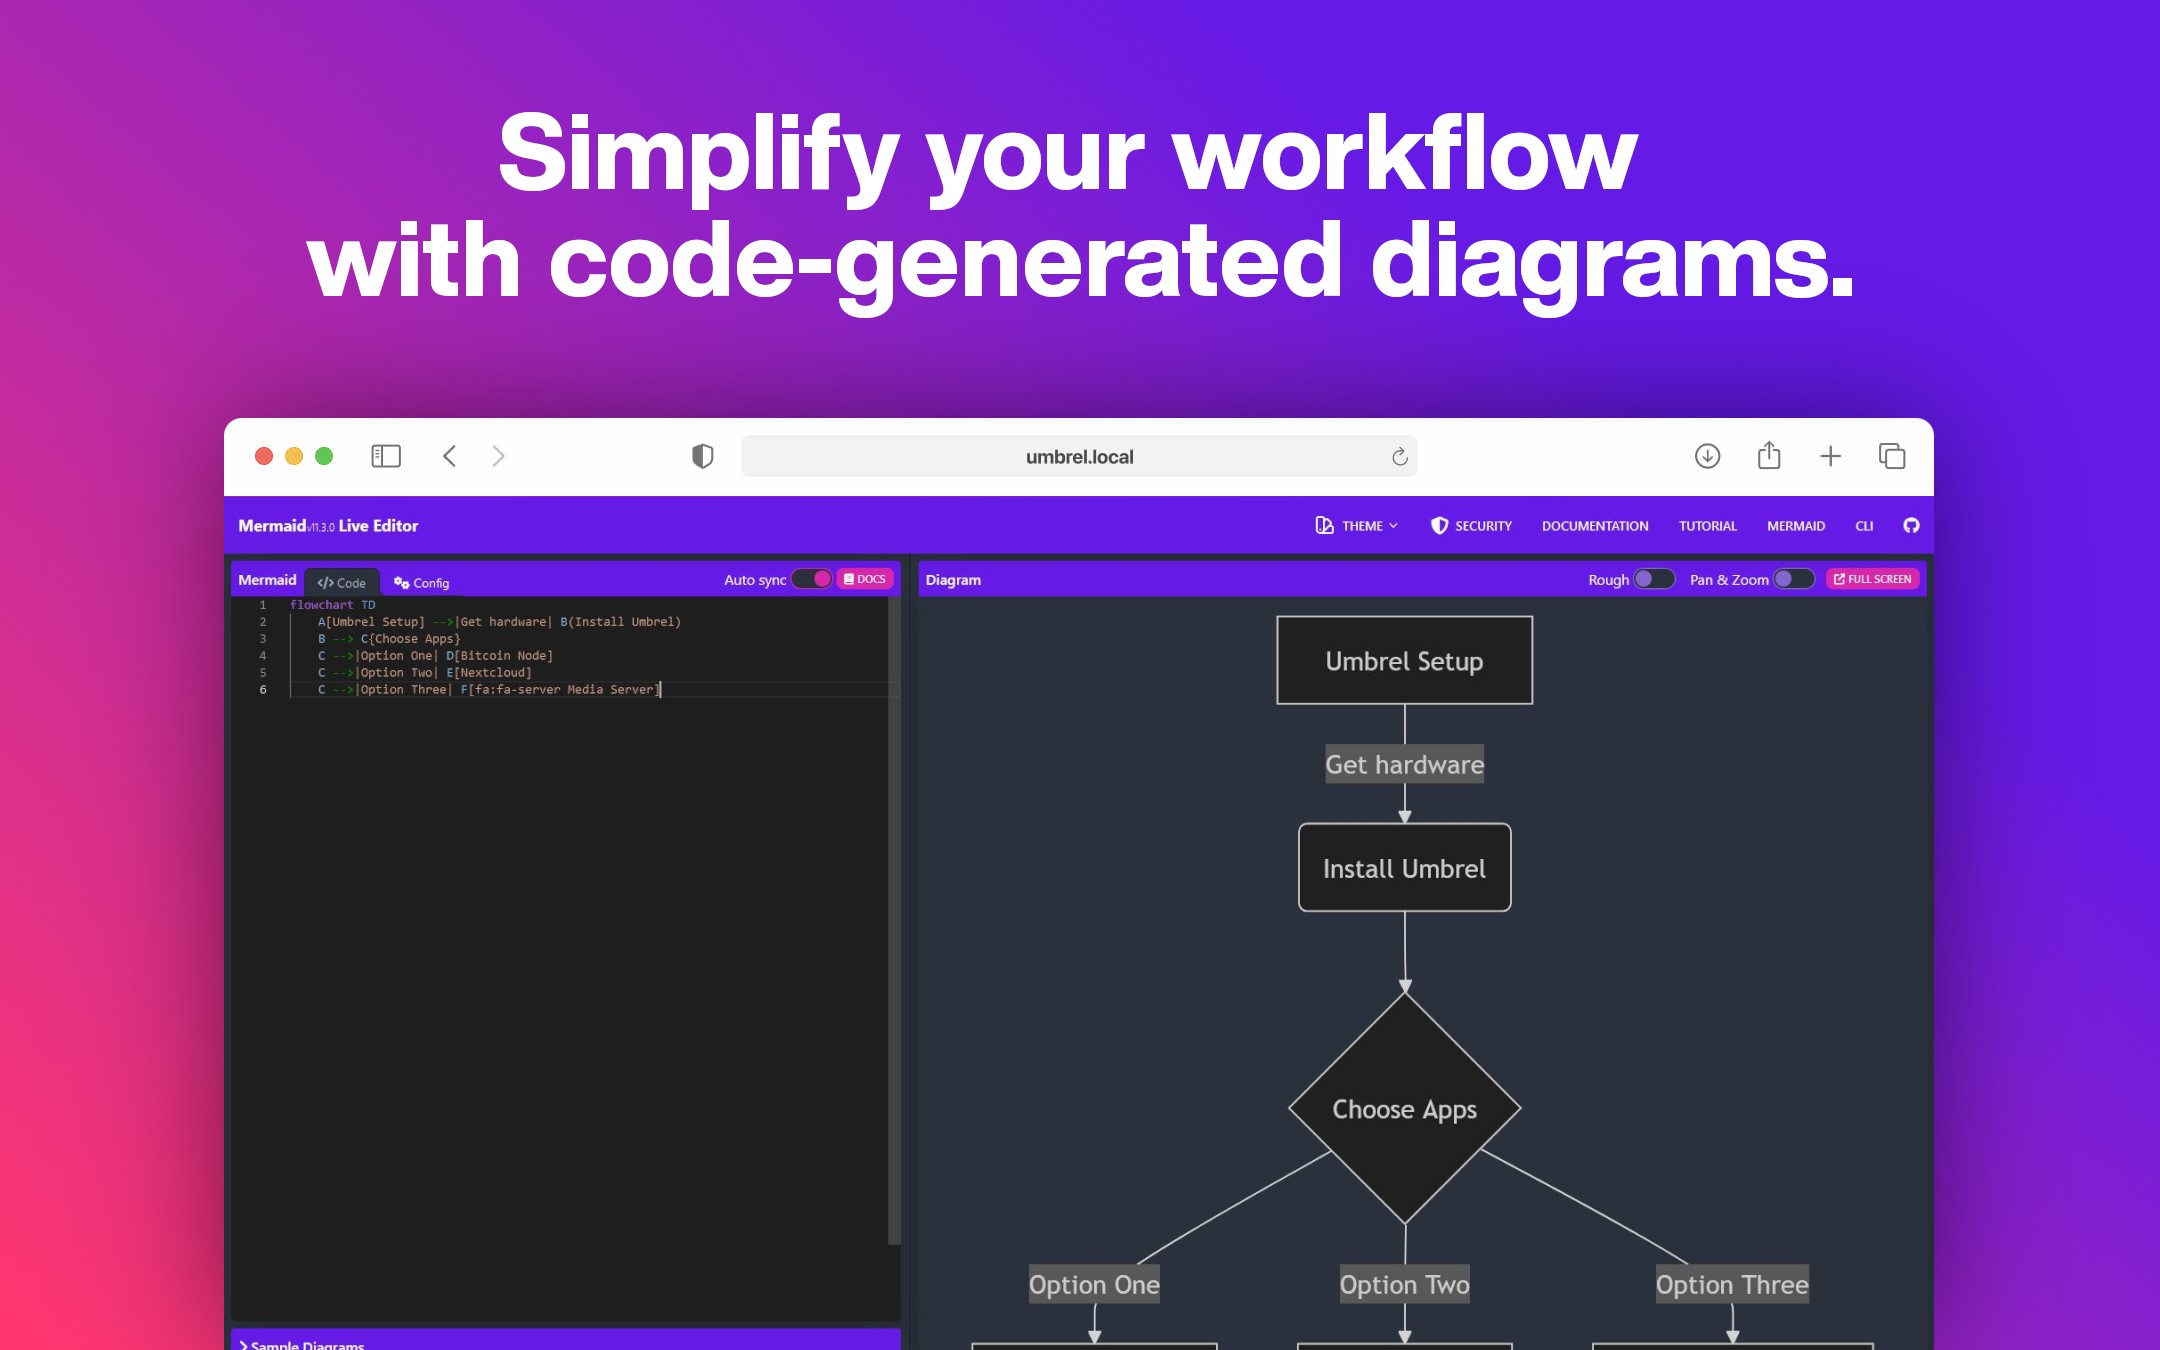 Simplify your workflow
with code-generated diagrams.
umbrel.local
Mermaid v11.3.0 Live Editor
THEME
SECURITY
DOCUMENTATION
TUTORIAL
MERMAID
CLI
Mermaid
</> Code
Config
Auto sync
DOCS
1 flowchart TD
2 A[Umbrel Setup] -->|Get hardware| B(Install Umbrel)
3 B --> C{Choose Apps}
4 C -->|Option One| D[Bitcoin Node]
5 C -->|Option Two| E[Nextcloud]
6 C -->|Option Three| F[fa:fa-server Media Server]
Sample Diagrams
Diagram
Rough
Pan & Zoom
FULL SCREEN
Umbrel Setup
Get hardware
Install Umbrel
Choose Apps
Option One
Option Two
Option Three